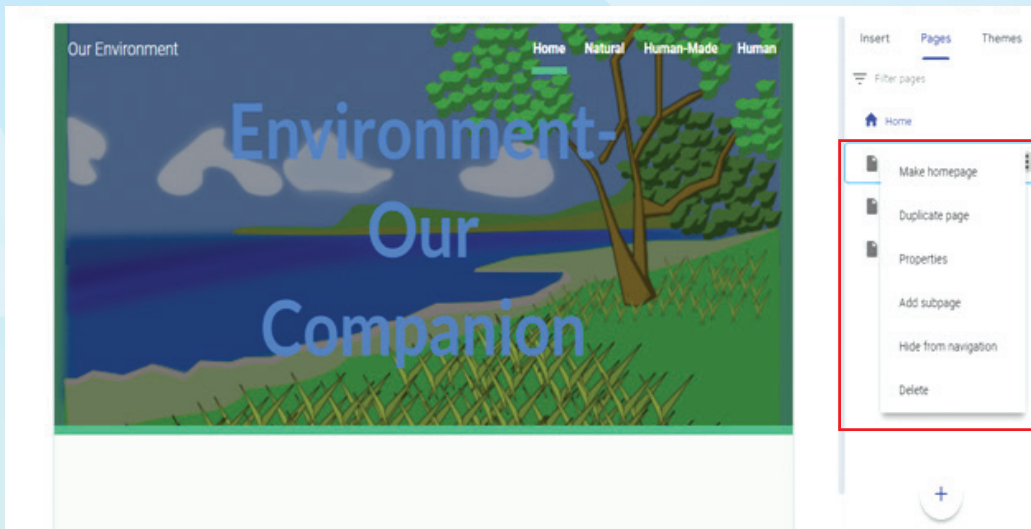 Our Environment
Home Natural Human-Made Human
Environment-
Our
Companion
Insert Pages Themes
Filter pages
Home
Make homepage
Duplicate page
Properties
Add subpage
Hide from navigation
Delete
+